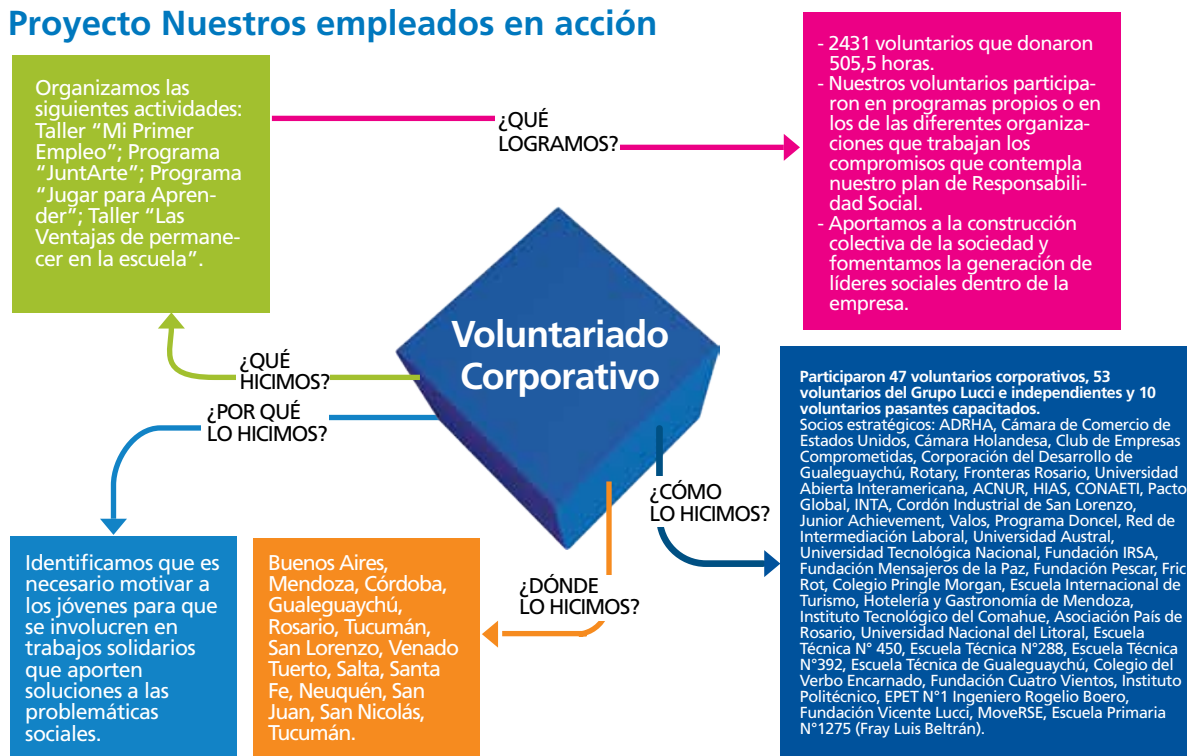 Proyecto Nuestros empleados en acción
Organizamos las
siguientes actividades:
Taller “Mi Primer
Empleo”; Programa
“JuntArte”; Programa
“Jugar para Apren-
der”; Taller “Las
Ventajas de permane-
cer en la escuela”.
¿QUÉ
LOGRAMOS?
- 2431 voluntarios que donaron
505,5 horas.
- Nuestros voluntarios participa-
ron en programas propios o en
los de las diferentes organiza-
ciones que trabajan los
compromisos que contempla
nuestro plan de Responsabili-
dad Social.
- Aportamos a la construcción
colectiva de la sociedad y
fomentamos la generación de
líderes sociales dentro de la
empresa.
Voluntariado
Corporativo
¿QUÉ
HICIMOS?
¿POR QUÉ
LO HICIMOS?
¿CÓMO
LO HICIMOS?
¿DÓNDE
LO HICIMOS?
Participaron 47 voluntarios corporativos, 53
voluntarios del Grupo Lucci e independientes y 10
voluntarios pasantes capacitados.
Socios estratégicos: ADRHA, Cámara de Comercio de
Estados Unidos, Cámara Holandesa, Club de Empresas
Comprometidas, Corporación del Desarrollo de
Gualeguaychú, Rotary, Fronteras Rosario, Universidad
Abierta Interamericana, ACNUR, HIAS, CONAETI, Pacto
Global, INTA, Cordón Industrial de San Lorenzo,
Junior Achievement, Valos, Programa Doncel, Red de
Intermediación Laboral, Universidad Austral,
Universidad Tecnológica Nacional, Fundación IRSA,
Fundación Mensajeros de la Paz, Fundación Pescar, Fric
Rot, Colegio Pringle Morgan, Escuela Internacional de
Turismo, Hotelería y Gastronomía de Mendoza,
Instituto Tecnológico del Comahue, Asociación País de
Rosario, Universidad Nacional del Litoral, Escuela
Técnica N° 450, Escuela Técnica N°288, Escuela Técnica
N°392, Escuela Técnica de Gualeguaychú, Colegio del
Verbo Encarnado, Fundación Cuatro Vientos, Instituto
Politécnico, EPET N°1 Ingeniero Rogelio Boero,
Fundación Vicente Lucci, MoveRSE, Escuela Primaria
N°1275 (Fray Luis Beltrán).
Identificamos que es
necesario motivar a
los jóvenes para que
se involucren en
trabajos solidarios
que aporten
soluciones a las
problemáticas
sociales.
Buenos Aires,
Mendoza, Córdoba,
Gualeguaychú,
Rosario, Tucumán,
San Lorenzo, Venado
Tuerto, Salta, Santa
Fe, Neuquén, San
Juan, San Nicolás,
Tucumán.